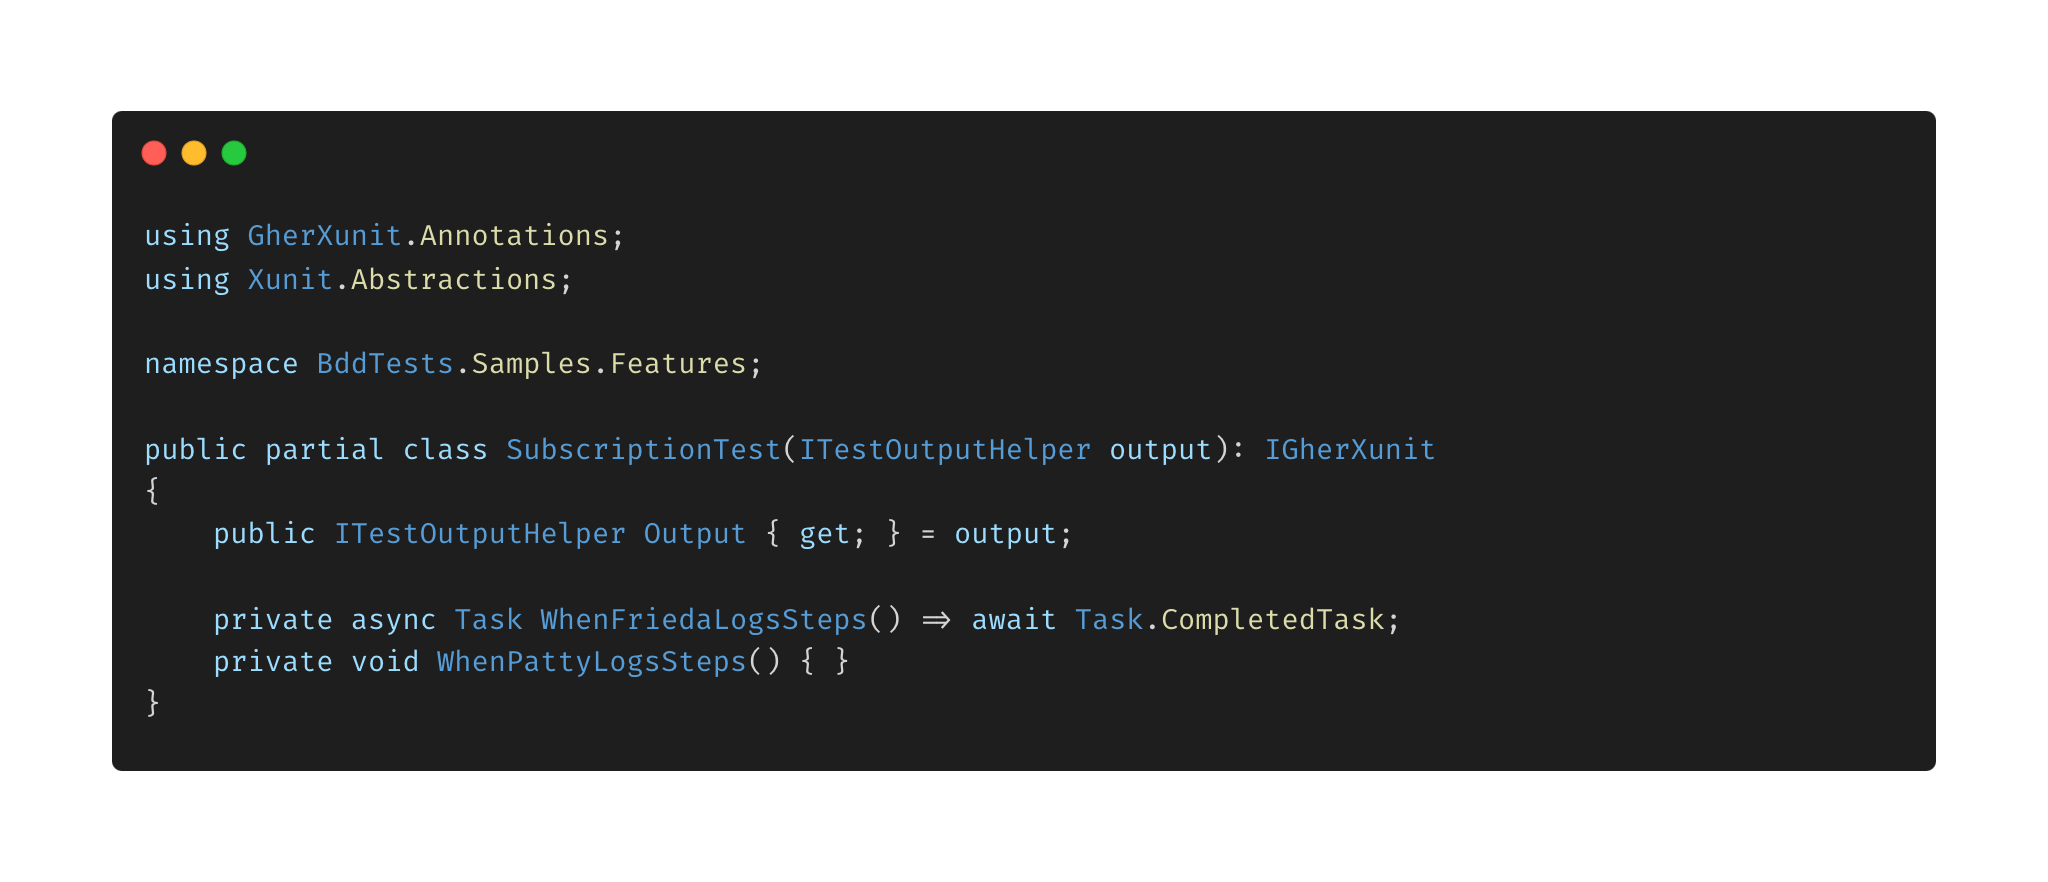 using GherXunit.Annotations;
using Xunit.Abstractions;

namespace BddTests.Samples.Features;

public partial class SubscriptionTest(ITestOutputHelper output): IGherXunit
{
    public ITestOutputHelper Output { get; } = output;

    private async Task WhenFriedaLogsSteps() => await Task.CompletedTask;
    private void WhenPattyLogsSteps() { }
}